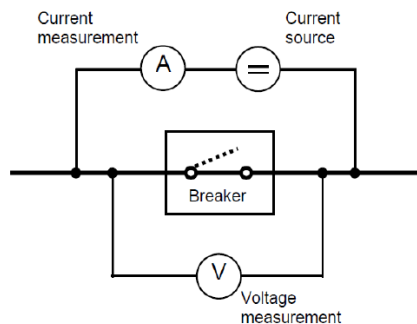 Current
measurement
Current
source
A
Breaker
V
Voltage
measurement